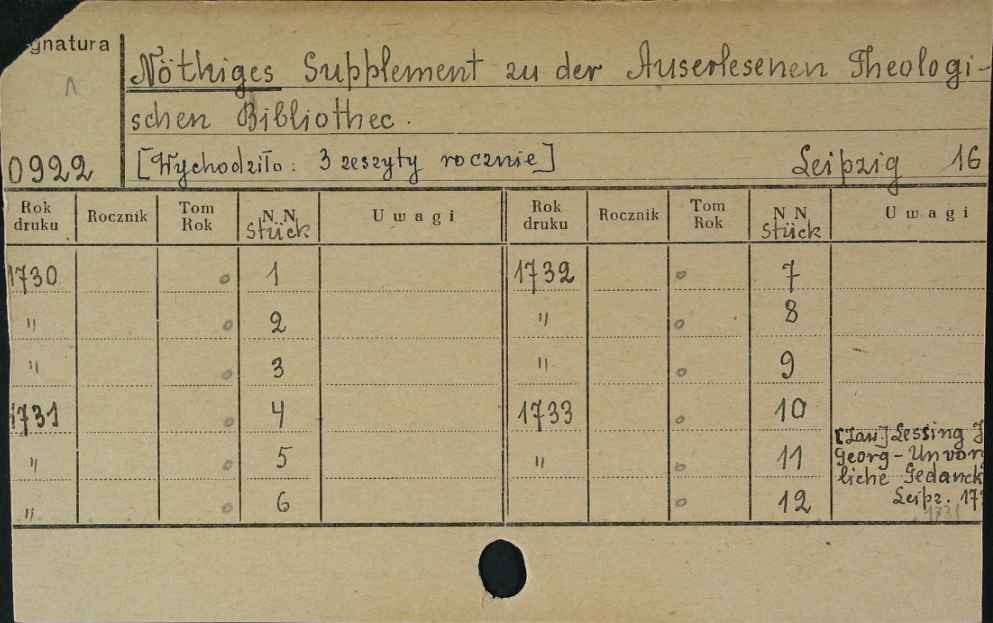 gnatura
Nöthiges Supplement zu der Auserlesenen Theologi-
schen Bibliothec.
0922 [Wychodziło: 3 zeszyty rocznie] Leipzig 16
Rok druku Rocznik Tom Rok N N Stück Uwagi Rok druku Rocznik Tom Rok N N Stück Uwagi
1730 1 1732 7
" 2 " 8
" 3 " 9
1731 4 1733 10
" 5 " 11
" 6 12
[Zaw.] Lessing J
Georg - Unvor
liche Gedanck
Leipz. 17